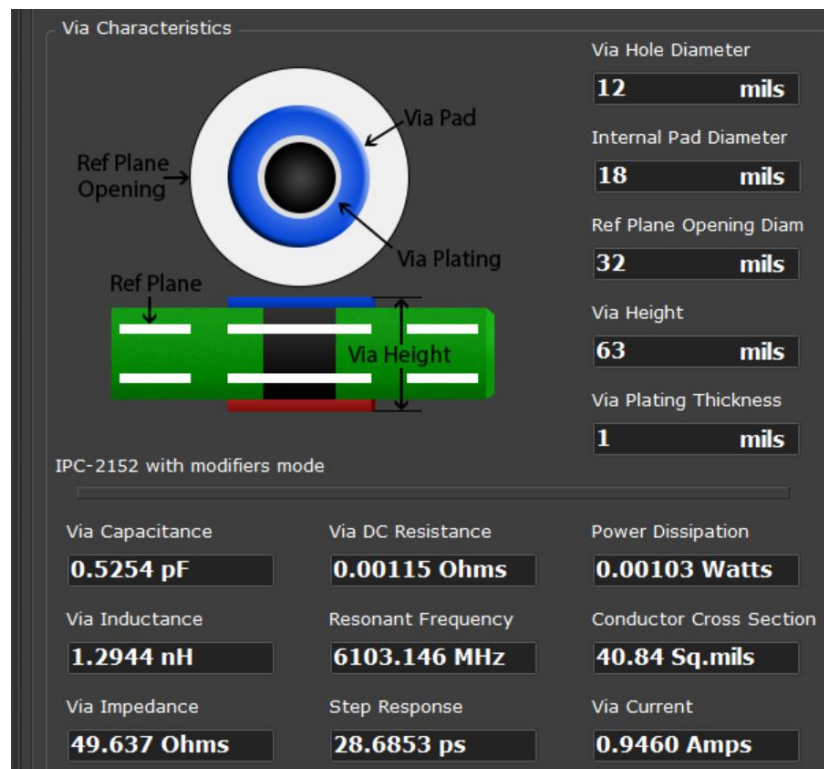 Via Characteristics
Via Pad
Ref Plane
Opening
Via Plating
Ref Plane
Via Height
Via Hole Diameter
12 mils
Internal Pad Diameter
18 mils
Ref Plane Opening Diam
32 mils
Via Height
63 mils
Via Plating Thickness
1 mils
IPC-2152 with modifiers mode
Via Capacitance
0.5254 pF
Via DC Resistance
0.00115 Ohms
Power Dissipation
0.00103 Watts
Via Inductance
1.2944 nH
Resonant Frequency
6103.146 MHz
Conductor Cross Section
40.84 Sq.mils
Via Impedance
49.637 Ohms
Step Response
28.6853 ps
Via Current
0.9460 Amps